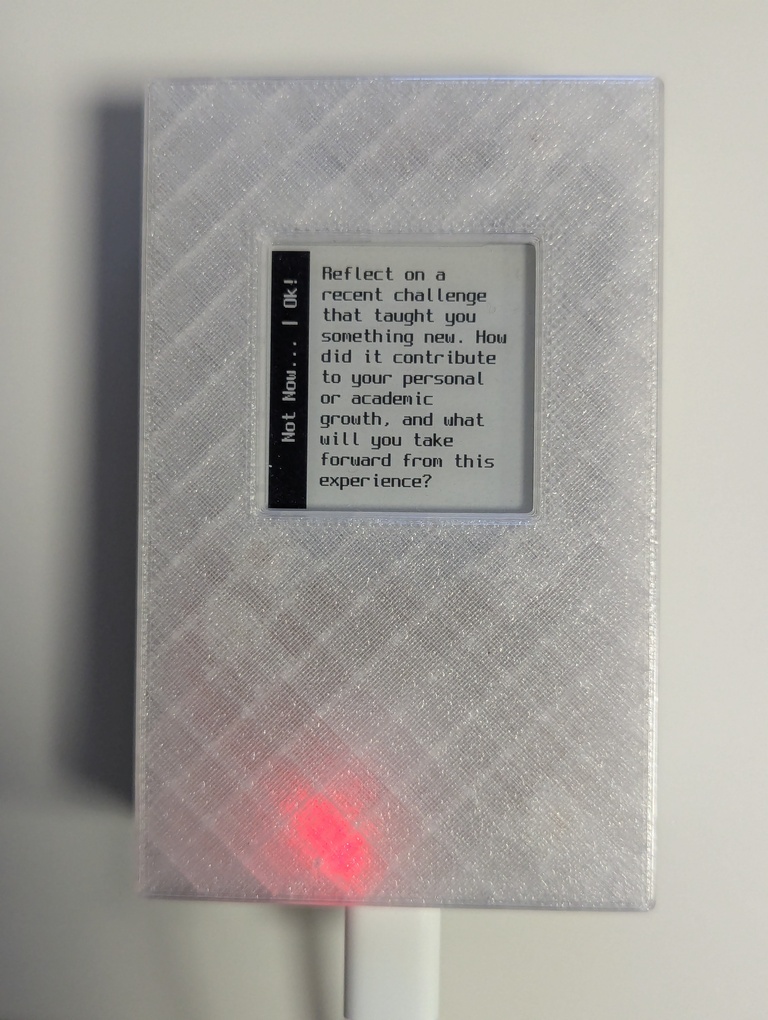 Not Now... | Ok!
Reflect on a
recent challenge
that taught you
something new. How
did it contribute
to your personal
or academic
growth, and what
will you take
forward from this
experience?